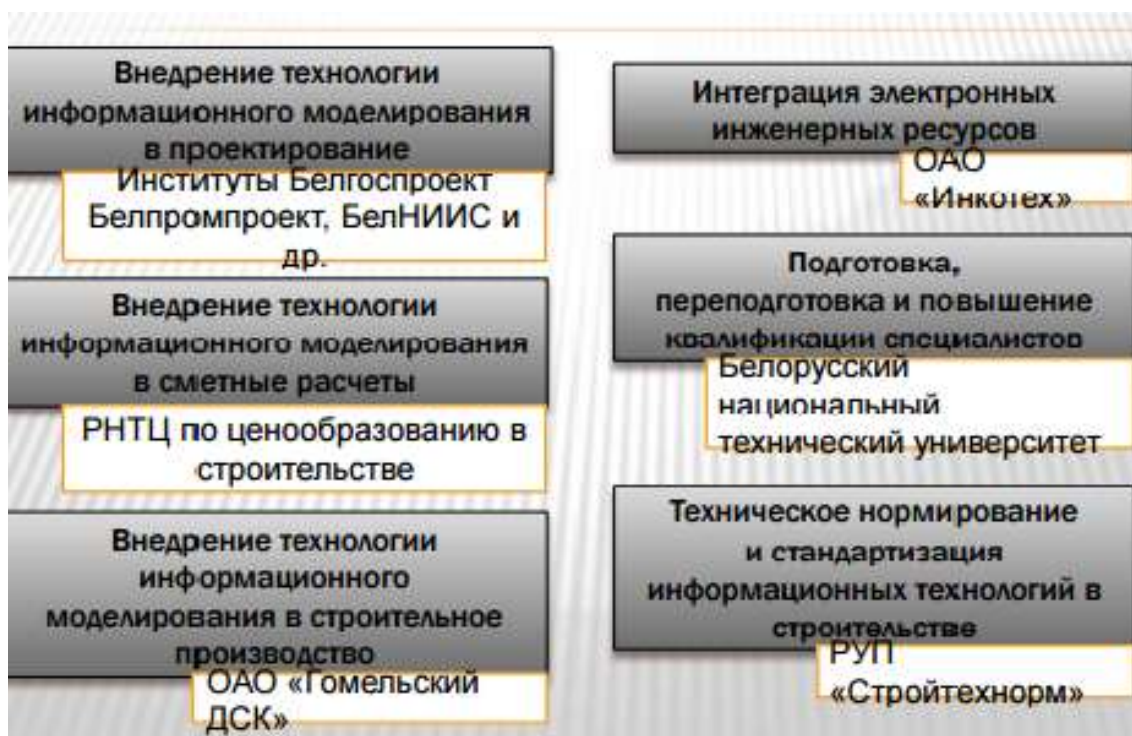 Внедрение технологии
информационного моделирования
в проектирование
Институты Белгоспроект
Белпромпроект, БелНИИС и
др.
Внедрение технологии
информационного моделирования
в сметные расчеты
РНТЦ по ценообразованию в
строительстве
Внедрение технологии
информационного
моделирования в строительное
производство
ОАО «Гомельский
ДСК»
Интеграция электронных
инженерных ресурсов
ОАО
«Инкотех»
Подготовка,
переподготовка и повышение
квалификации специалистов
Белорусский
национальный
технический университет
Техническое нормирование
и стандартизация
информационных технологий в
строительстве
РУП
«Стройтехнорм»